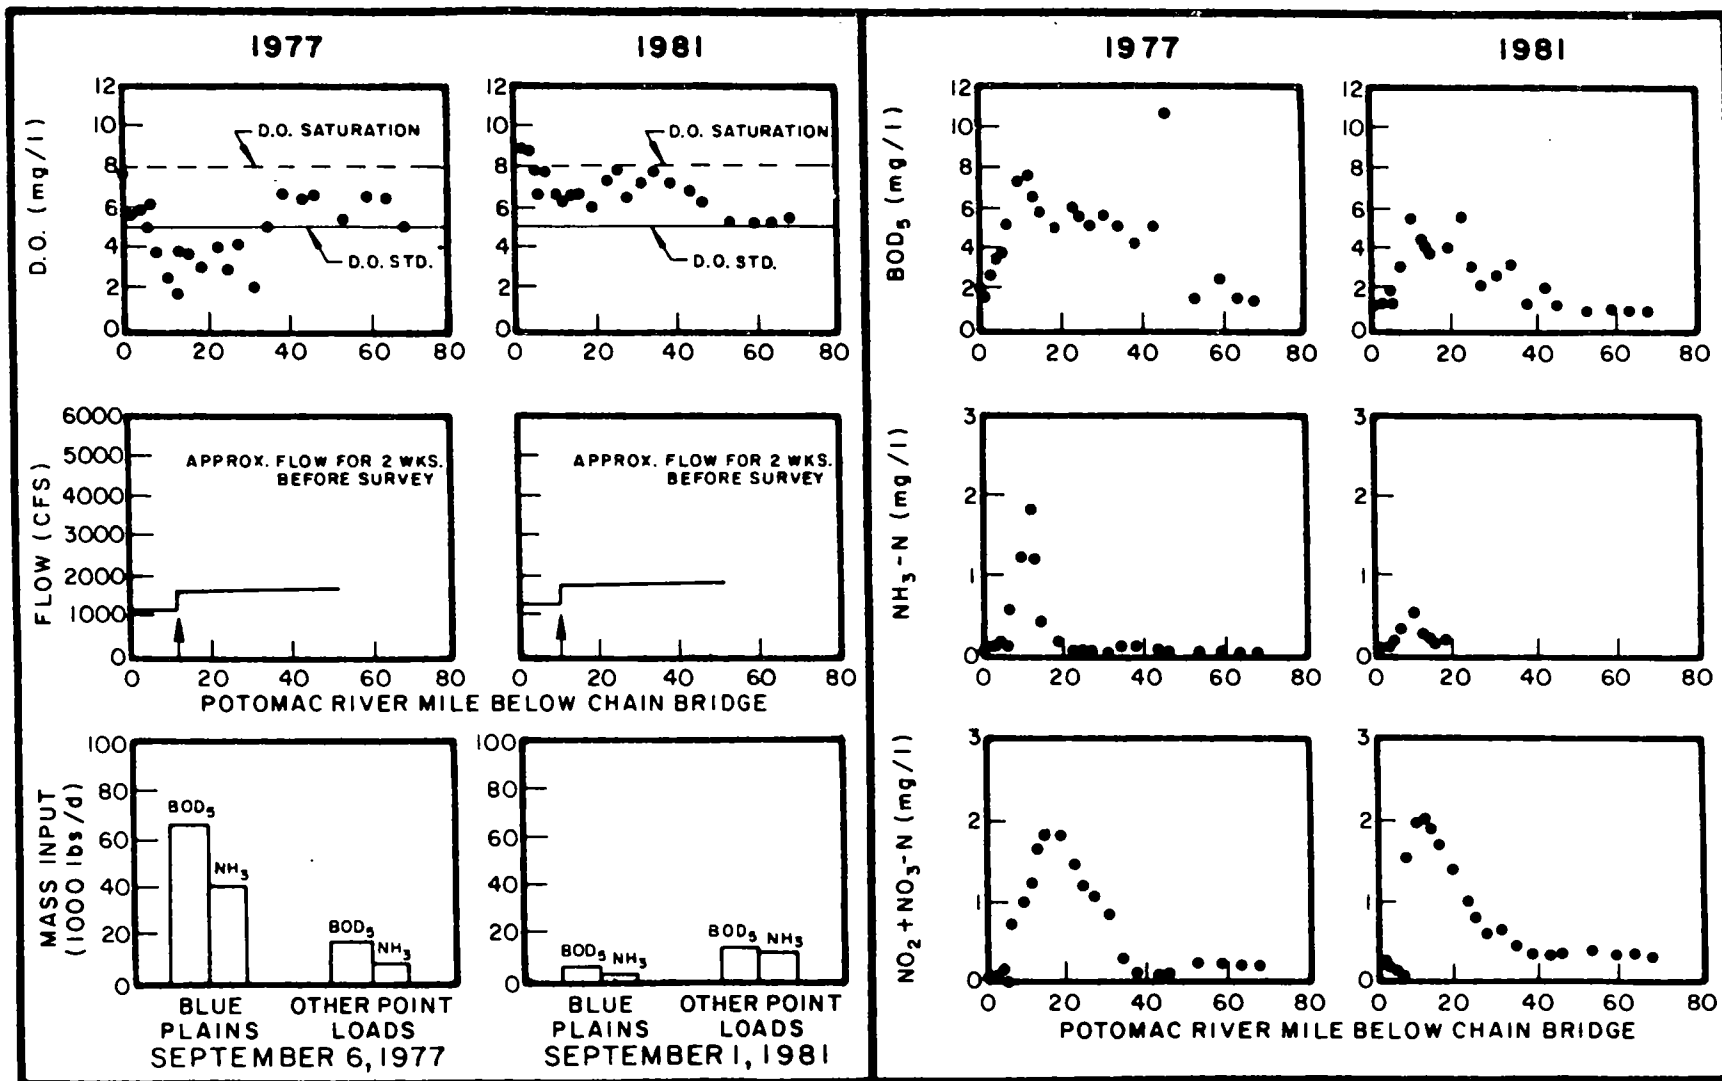 1977
1981
D.O. (mg/l)
12
10
8
6
4
2
0
D.O. SATURATION
D.O. STD.
0 20 40 60 80
12
10
8
6
4
2
0
D.O. SATURATION
D.O. STD.
0 20 40 60 80
FLOW (CFS)
6000
5000
4000
3000
2000
1000
0
APPROX. FLOW FOR 2 WKS.
BEFORE SURVEY
0 20 40 60 80
APPROX. FLOW FOR 2 WKS.
BEFORE SURVEY
0 20 40 60 80
POTOMAC RIVER MILE BELOW CHAIN BRIDGE
MASS INPUT
(1000 lbs/d)
100
80
60
40
20
0
BOD5
NH3
BOD5
NH3
BLUE
PLAINS
OTHER POINT
LOADS
SEPTEMBER 6, 1977
100
80
60
40
20
0
BOD5
NH3
BOD5
NH3
BLUE
PLAINS
OTHER POINT
LOADS
SEPTEMBER 1, 1981
1977
1981
BOD5 (mg/l)
12
10
8
6
4
2
0
0 20 40 60 80
12
10
8
6
4
2
0
0 20 40 60 80
NH3-N (mg/l)
3
2
1
0
0 20 40 60 80
3
2
1
0
0 20 40 60 80
NO2+NO3-N (mg/l)
3
2
1
0
0 20 40 60 80
3
2
1
0
0 20 40 60 80
POTOMAC RIVER MILE BELOW CHAIN BRIDGE